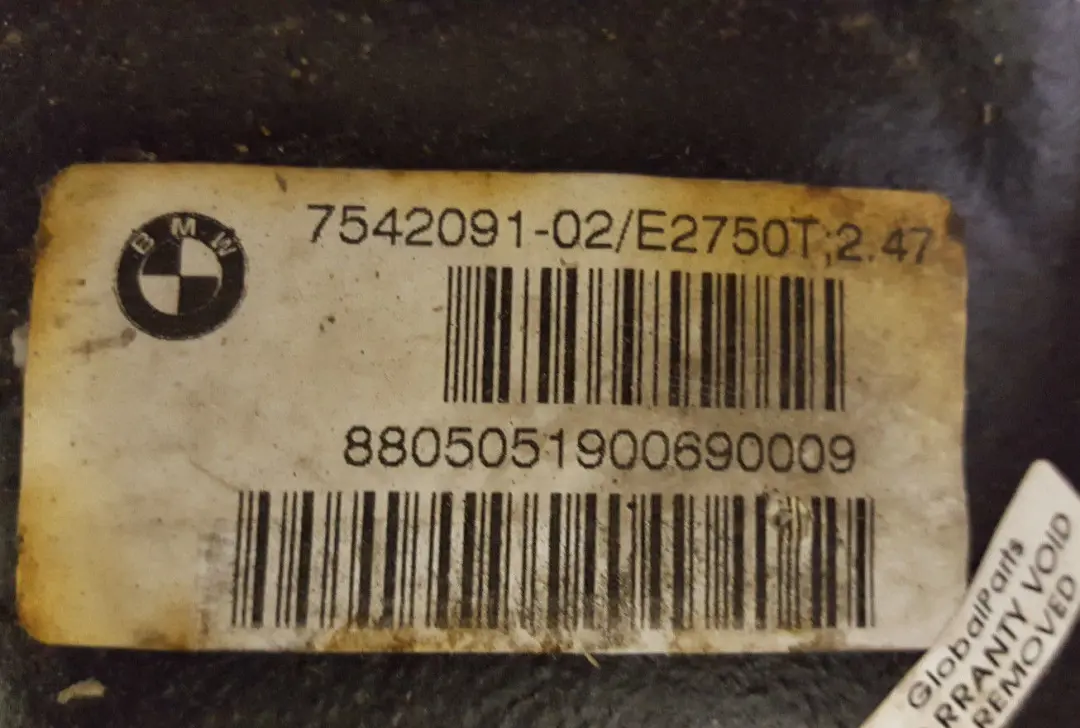 BMW
7542091-02/E2750T;2.47
8805051900690009
GlobalParts
RRANTY VOID
REMOVED